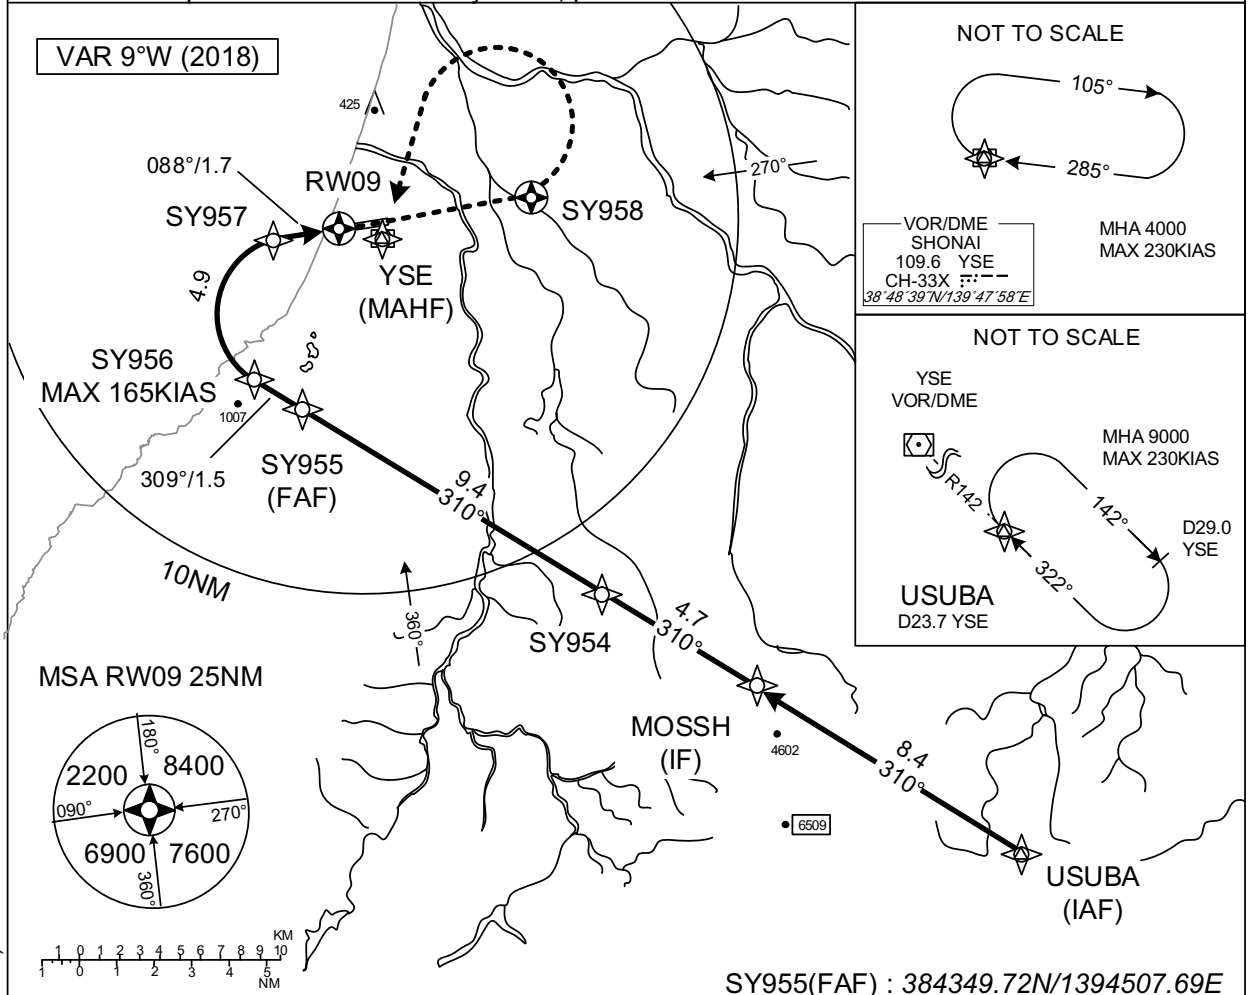 VAR 9°W (2018)
425
088°/1.7
RW09
SY957
SY958
270°
4.9
YSE
(MAHF)
SY956
MAX 165KIAS
1007
309°/1.5
SY955
(FAF)
9.4
310°
10NM
360°
SY954
4.7
310°
MOSSH
(IF)
4602
8.4
310°
6509
USUBA
(IAF)
NOT TO SCALE
105°
285°
VOR/DME
SHONAI
109.6 YSE
CH-33X
38°48'39"N/139°47'58"E
MHA 4000
MAX 230KIAS
NOT TO SCALE
YSE
VOR/DME
MHA 9000
MAX 230KIAS
R142
142°
D29.0
YSE
322°
USUBA
D23.7 YSE
MSA RW09 25NM
180°
2200
8400
090°
270°
6900
7600
360°
KM
1 0 1 2 3 4 5 6 7 8 9 10
1 0 1 2 3 4 5
NM
SY955(FAF) : 384349.72N/1394507.69E